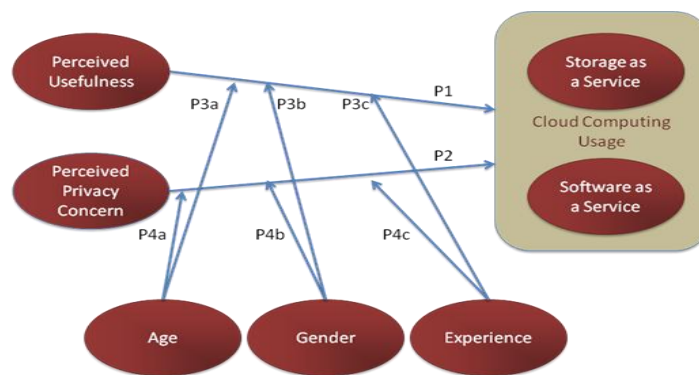 Perceived
Usefulness
Storage as
a Service
P1
P3a
P3b
P3c
Cloud Computing
Usage
P2
Perceived
Privacy
Concern
Software as
a Service
P4a
P4b
P4c
Age
Gender
Experience